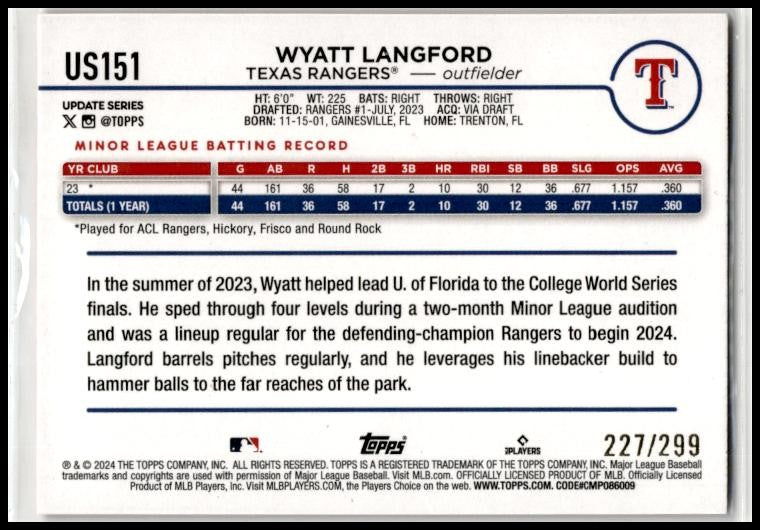 US151
WYATT LANGFORD
TEXAS RANGERS® — outfielder
T
UPDATE SERIES
X @TOPPS
HT: 6'0" WT: 225 BATS: RIGHT THROWS: RIGHT
DRAFTED: RANGERS #1-JULY, 2023 ACQ: VIA DRAFT
BORN: 11-15-01, GAINESVILLE, FL HOME: TRENTON, FL
MINOR LEAGUE BATTING RECORD
YR CLUB G AB R H 2B 3B HR RBI SB BB SLG OPS AVG
23 * 44 161 36 58 17 2 10 30 12 36 .677 1.157 .360
TOTALS (1 YEAR) 44 161 36 58 17 2 10 30 12 36 .677 1.157 .360
*Played for ACL Rangers, Hickory, Frisco and Round Rock
In the summer of 2023, Wyatt helped lead U. of Florida to the College World Series
finals. He sped through four levels during a two-month Minor League audition
and was a lineup regular for the defending-champion Rangers to begin 2024.
Langford barrels pitches regularly, and he leverages his linebacker build to
hammer balls to the far reaches of the park.
Topps
PLAYERS
227/299
® & © 2024 THE TOPPS COMPANY, INC. ALL RIGHTS RESERVED. TOPPS IS A REGISTERED TRADEMARK OF THE TOPPS COMPANY, INC. Major League Baseball
trademarks and copyrights are used with permission of Major League Baseball. Visit MLB.com. OFFICIALLY LICENSED PRODUCT OF MLB. Officially Licensed
Product of MLB Players, Inc. Visit MLBPLAYERS.COM, the Players Choice on the web. WWW.TOPPS.COM. CODE#CMP086009